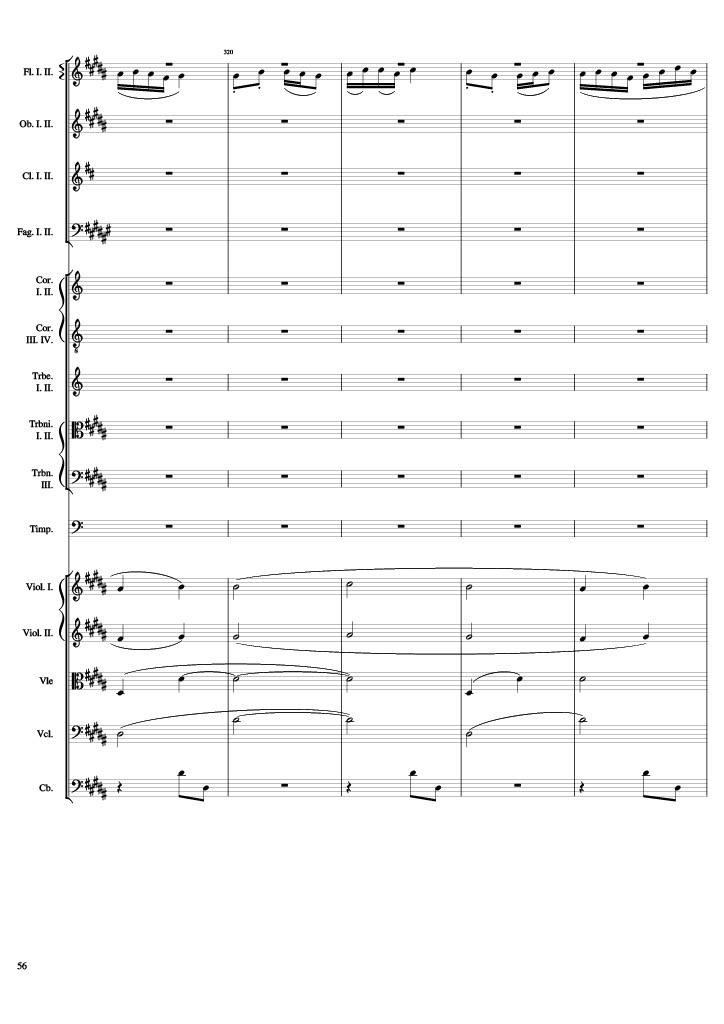 320
Fl. I. II.
Ob. I. II.
Cl. I. II.
Fag. I. II.
Cor.
I. II.
Cor.
III. IV.
Trbe.
I. II.
Trbni.
I. II.
Trbn.
III.
Timp.
Viol. I.
Viol. II.
Vle
Vcl.
Cb.
56